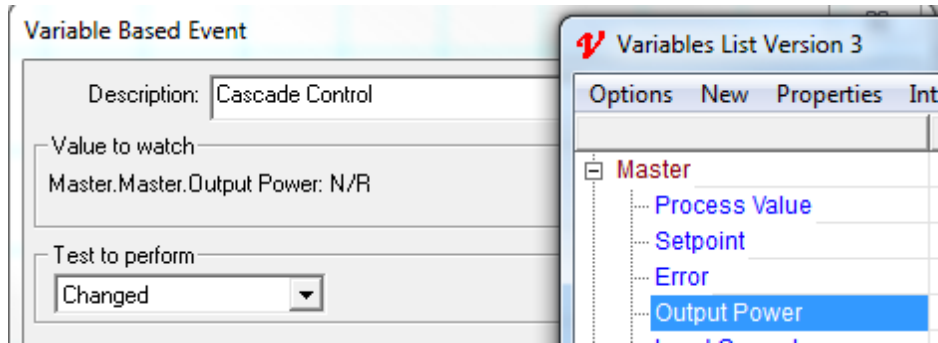 Variable Based Event
Description: Cascade Control
Value to watch
Master.Master.Output Power: N/R
Test to perform
Changed
Variables List Version 3
Options New Properties Int
Master
Process Value
Setpoint
Error
Output Power